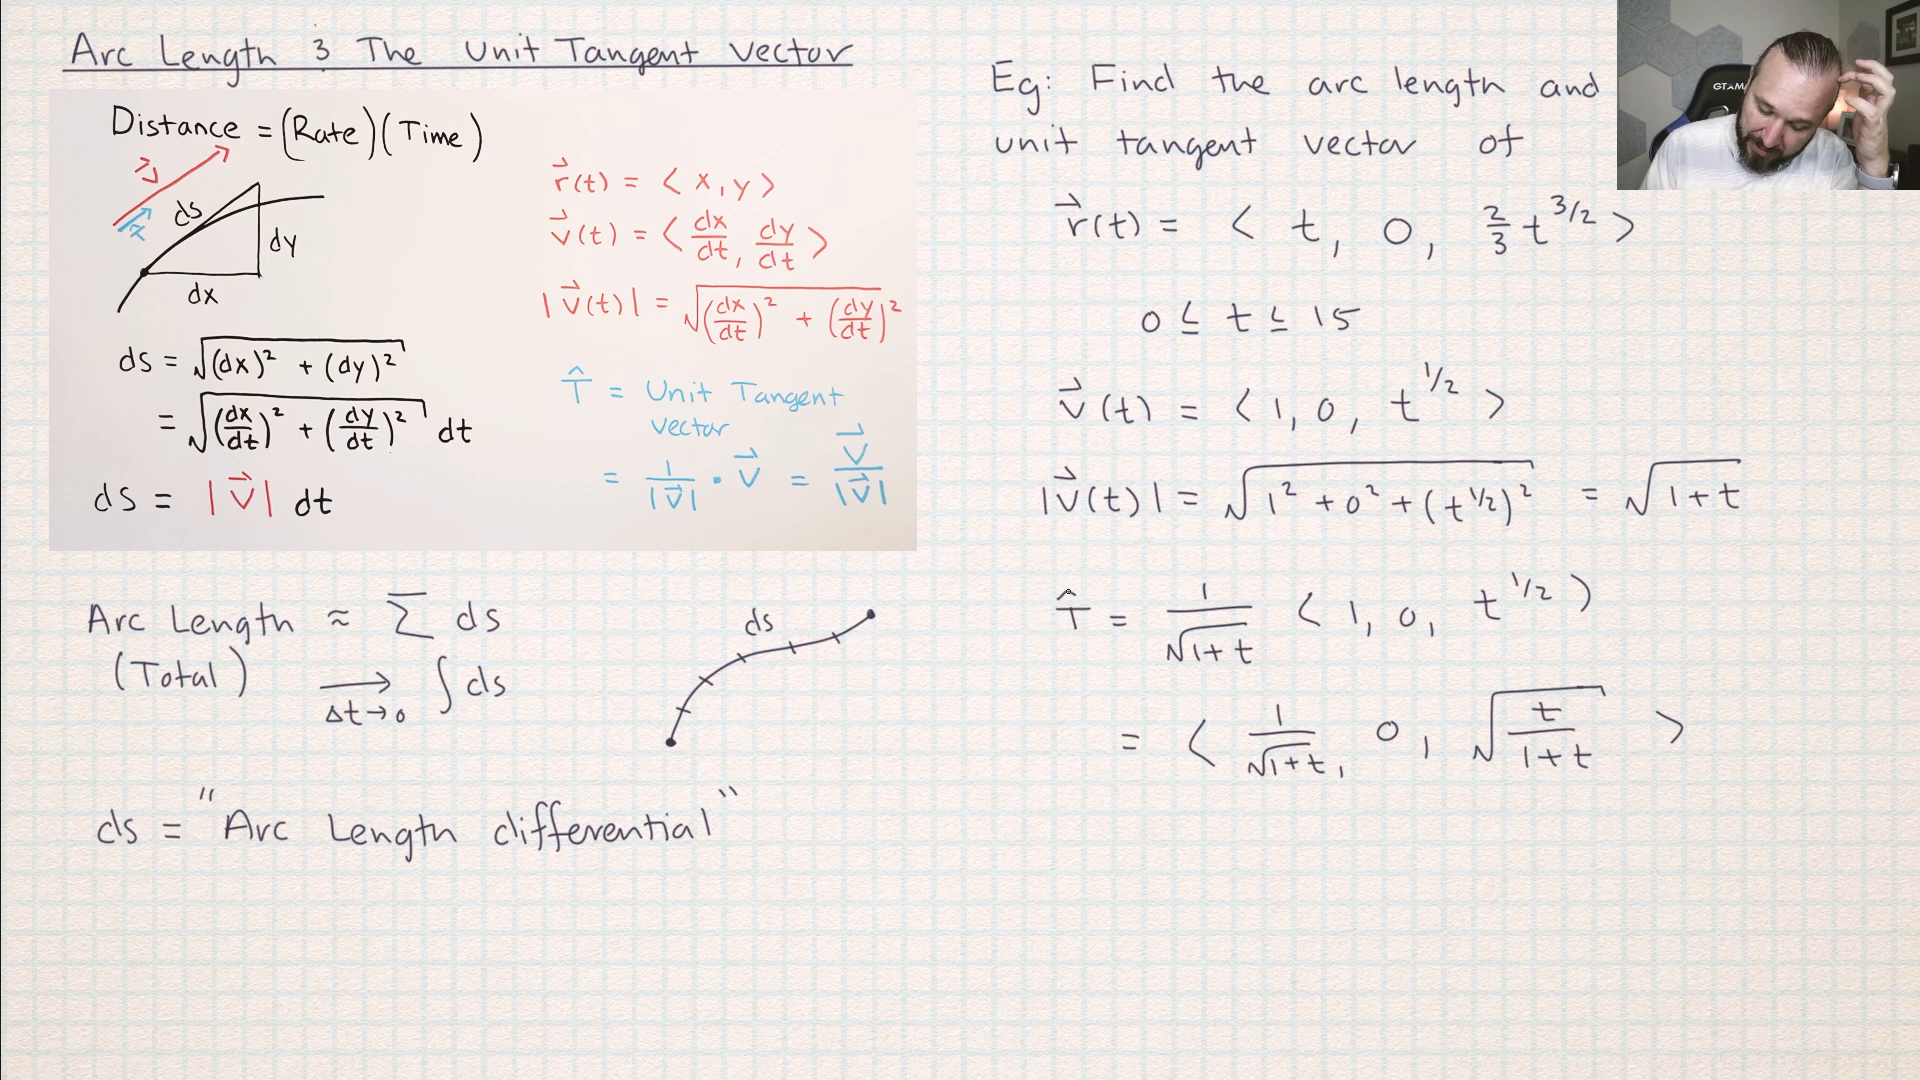 Arc Length & The Unit Tangent Vector
Distance = (Rate)(Time)
v⃗
ds
dy
dx
ds = √((dx)² + (dy)²)
= √((dx/dt)² + (dy/dt)²) dt
ds = |v⃗| dt
r⃗(t) = ⟨x, y⟩
v⃗(t) = ⟨dx/dt, dy/dt⟩
|v⃗(t)| = √((dx/dt)² + (dy/dt)²)
T̂ = Unit Tangent
vector
= 1/|v⃗| · v⃗ = v⃗/|v⃗|
Arc Length ≈ Σ ds
(Total) ⟶ ∫ ds
Δt→0
ds
ds = "Arc Length differential"
Eg: Find the arc length and
unit tangent vector of
r⃗(t) = ⟨t, 0, 2/3 t^(3/2)⟩
0 ≤ t ≤ 15
v⃗(t) = ⟨1, 0, t^(1/2)⟩
|v⃗(t)| = √(1² + 0² + (t^(1/2))²) = √(1+t)
T̂ = 1/√(1+t) ⟨1, 0, t^(1/2)⟩
= ⟨1/√(1+t), 0, √(t/(1+t))⟩